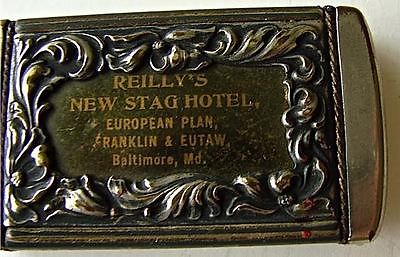 REILLY'S
NEW STAG HOTEL,
EUROPEAN PLAN,
FRANKLIN & EUTAW,
Baltimore, Md.